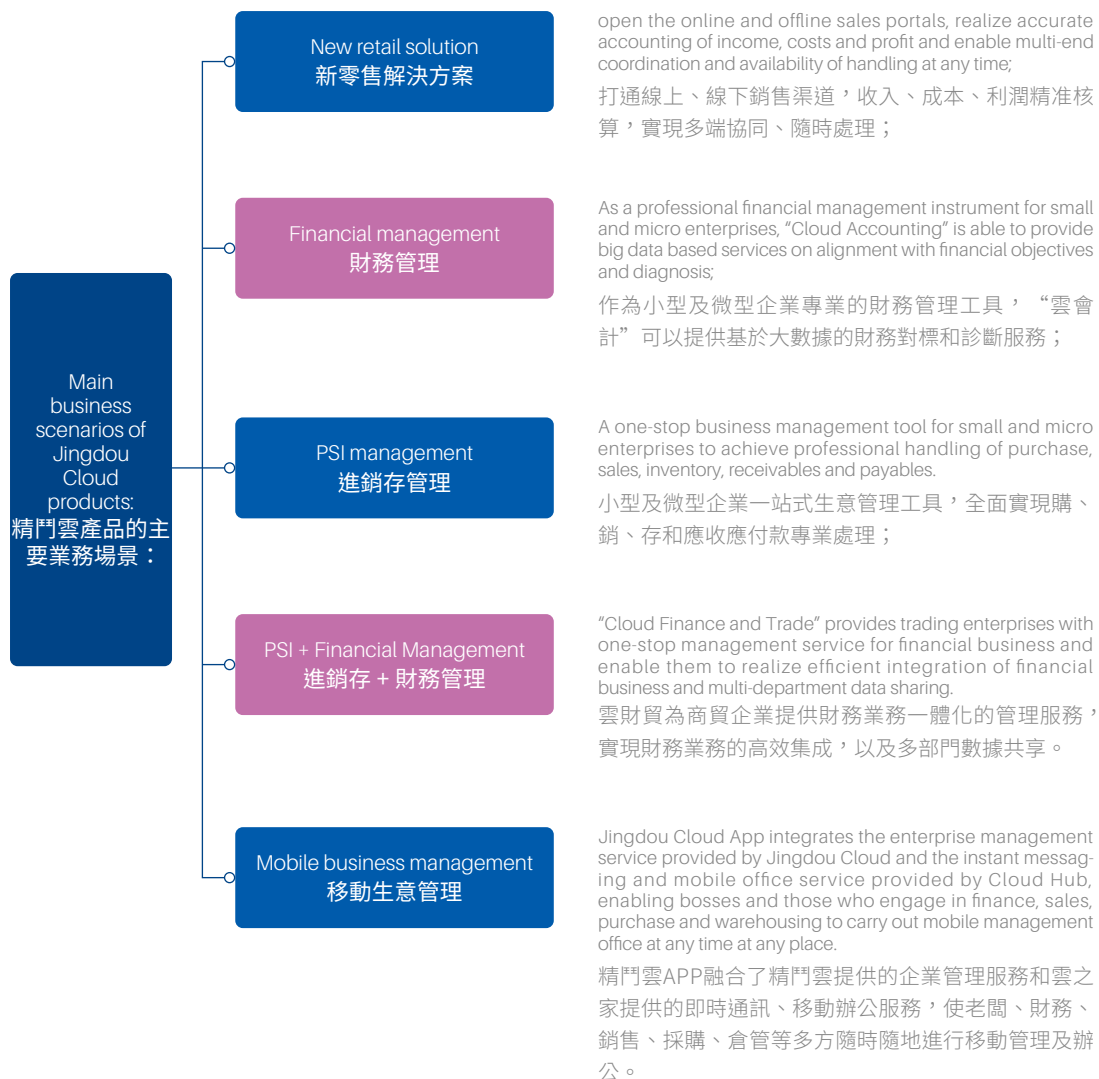 Main
business
scenarios of
Jingdou
Cloud
products:
精鬥雲產品的主
要業務場景：
New retail solution
新零售解決方案
open the online and offline sales portals, realize accurate
accounting of income, costs and profit and enable multi-end
coordination and availability of handling at any time;
打通線上、線下銷售渠道，收入、成本、利潤精准核
算，實現多端協同、隨時處理；
Financial management
財務管理
As a professional financial management instrument for small
and micro enterprises, “Cloud Accounting” is able to provide
big data based services on alignment with financial objectives
and diagnosis;
作為小型及微型企業專業的財務管理工具，“雲會
計”可以提供基於大數據的財務對標和診斷服務；
PSI management
進銷存管理
A one-stop business management tool for small and micro
enterprises to achieve professional handling of purchase,
sales, inventory, receivables and payables.
小型及微型企業一站式生意管理工具，全面實現購、
銷、存和應收應付款專業處理；
PSI + Financial Management
進銷存 + 財務管理
“Cloud Finance and Trade” provides trading enterprises with
one-stop management service for financial business and
enable them to realize efficient integration of financial
business and multi-department data sharing.
雲財貿為商貿企業提供財務業務一體化的管理服務，
實現財務業務的高效集成，以及多部門數據共享。
Mobile business management
移動生意管理
Jingdou Cloud App integrates the enterprise management
service provided by Jingdou Cloud and the instant messag-
ing and mobile office service provided by Cloud Hub,
enabling bosses and those who engage in finance, sales,
purchase and warehousing to carry out mobile management
office at any time at any place.
精鬥雲APP融合了精鬥雲提供的企業管理服務和雲之
家提供的即時通訊、移動辦公服務，使老闆、財務、
銷售、採購、倉管等多方隨時隨地進行移動管理及辦
公。